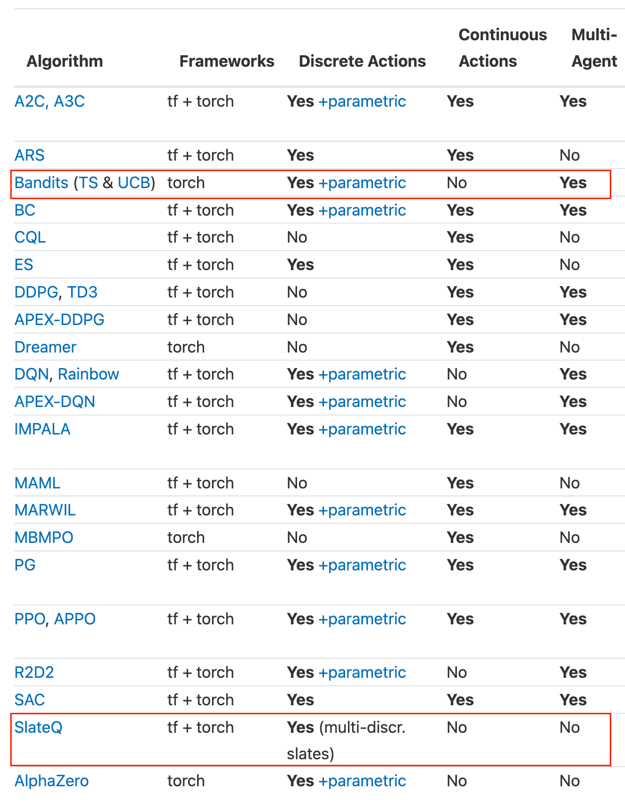 Algorithm Frameworks Discrete Actions Continuous Actions Multi-Agent
A2C, A3C tf + torch Yes +parametric Yes Yes
ARS tf + torch Yes Yes No
Bandits (TS & UCB) torch Yes +parametric No Yes
BC tf + torch Yes +parametric Yes Yes
CQL tf + torch No Yes No
ES tf + torch Yes Yes No
DDPG, TD3 tf + torch No Yes Yes
APEX-DDPG tf + torch No Yes Yes
Dreamer torch No Yes No
DQN, Rainbow tf + torch Yes +parametric No Yes
APEX-DQN tf + torch Yes +parametric No Yes
IMPALA tf + torch Yes +parametric Yes Yes
MAML tf + torch No Yes No
MARWIL tf + torch Yes +parametric Yes Yes
MBMPO torch No Yes No
PG tf + torch Yes +parametric Yes Yes
PPO, APPO tf + torch Yes +parametric Yes Yes
R2D2 tf + torch Yes +parametric No Yes
SAC tf + torch Yes Yes Yes
SlateQ tf + torch Yes (multi-discr. slates) No No
AlphaZero torch Yes +parametric No No